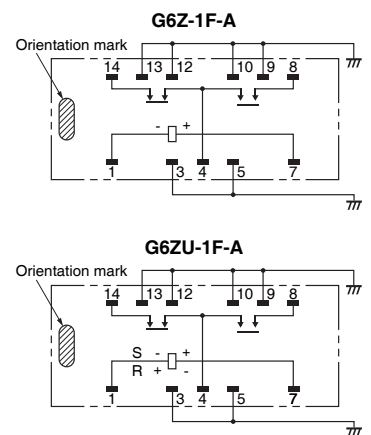 G6Z-1F-A
Orientation mark
14 13 12 10 9 8
- +
1 3 4 5 7
G6ZU-1F-A
Orientation mark
14 13 12 10 9 8
S - +
R + -
1 3 4 5 7